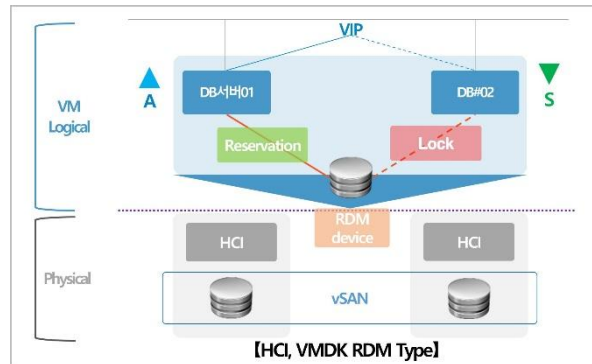 VIP
VM
Logical
A
DB서버01
DB#02
S
Reservation
Lock
RDM
device
Physical
HCI
HCI
vSAN
【HCI, VMDK RDM Type】